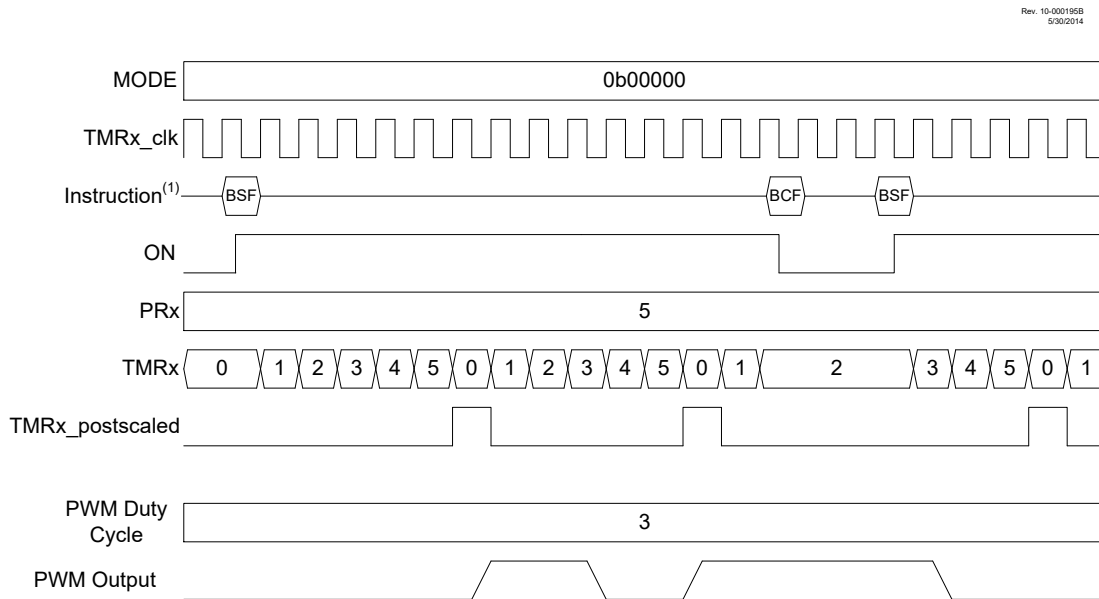 Rev. 10-000195B
5/30/2014
MODE 0b00000
TMRx_clk
Instruction(1) BSF BCF BSF
ON
PRx 5
TMRx 0 1 2 3 4 5 0 1 2 3 4 5 0 1 2 3 4 5 0 1
TMRx_postscaled
PWM Duty
Cycle 3
PWM Output